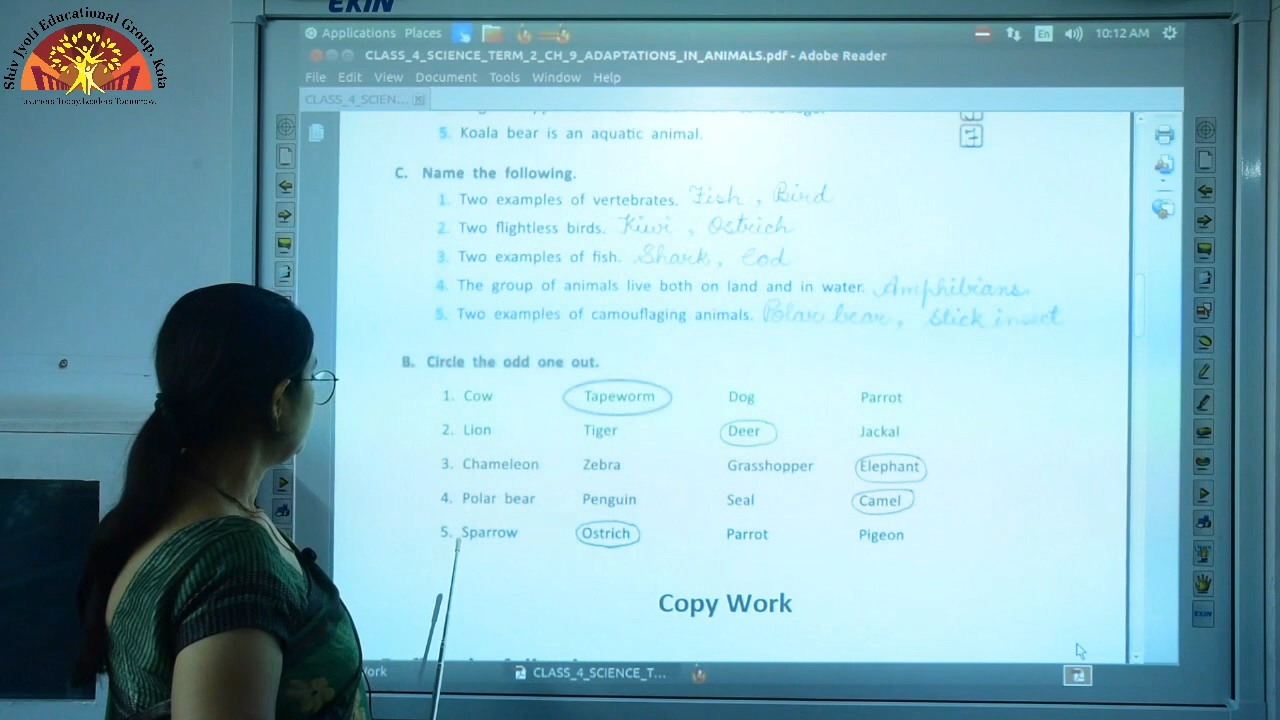 EKIN
Shiv Jyoti Educational Group, Kota
Applications Places
En
10:12 AM
CLASS_4_SCIENCE_TERM_2_CH_9_ADAPTATIONS_IN_ANIMALS.pdf - Adobe Reader
File Edit View Document Tools Window Help
CLASS_4_SCIEN...
5. Koala bear is an aquatic animal.
C. Name the following.
1. Two examples of vertebrates. Fish , Bird
2. Two flightless birds. Kiwi , Ostrich
3. Two examples of fish. Shark, Cod
4. The group of animals live both on land and in water. Amphibians
5. Two examples of camouflaging animals. Polar bear, Stick insect
B. Circle the odd one out.
1. Cow Tapeworm Dog Parrot
2. Lion Tiger Deer Jackal
3. Chameleon Zebra Grasshopper Elephant
4. Polar bear Penguin Seal Camel
5. Sparrow Ostrich Parrot Pigeon
Copy Work
CLASS_4_SCIENCE_T...
EKIN